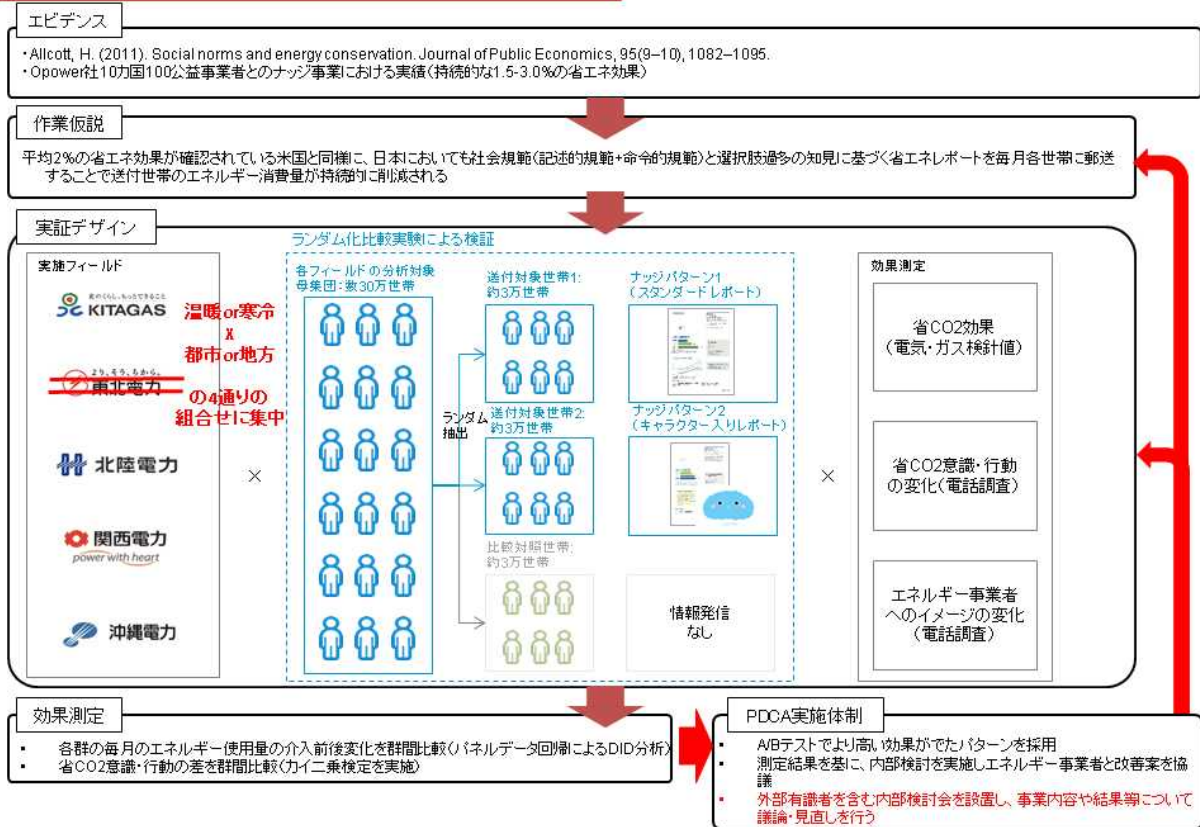 エビデンス
・Allcott, H. (2011). Social norms and energy conservation. Journal of Public Economics, 95(9–10), 1082–1095.
・Opower社10カ国100公益事業者とのナッジ事業における実績(持続的な1.5-3.0%の省エネ効果)
作業仮説
平均2%の省エネ効果が確認されている米国と同様に、日本においても社会規範(記述的規範+命令的規範)と選択肢過多の知見に基づく省エネレポートを毎月各世帯に郵送
することで送付世帯のエネルギー消費量が持続的に削減される
実証デザイン
実施フィールド
KITAGAS
温暖or寒冷
x
都市or地方
より、そう、ちから。
東北電力
の4通りの
組合せに集中
北陸電力
関西電力
power with heart
沖縄電力
×
ランダム化比較実験による検証
各フィールドの分析対象
母集団:数30万世帯
ランダム
抽出
送付対象世帯1:
約3万世帯
送付対象世帯2:
約3万世帯
比較対照世帯:
約3万世帯
ナッジパターン1
(スタンダードレポート)
ナッジパターン2
(キャラクター入りレポート)
情報発信
なし
×
効果測定
省CO2効果
(電気・ガス検針値)
省CO2意識・行動
の変化(電話調査)
エネルギー事業者
へのイメージの変化
(電話調査)
効果測定
▪ 各群の毎月のエネルギー使用量の介入前後変化を群間比較(パネルデータ回帰によるDID分析)
▪ 省CO2意識・行動の差を群間比較(カイ二乗検定を実施)
PDCA実施体制
▪ A/Bテストでより高い効果がでたパターンを採用
▪ 測定結果を基に、内部検討を実施しエネルギー事業者と改善案を協
議
▪ 外部有識者を含む内部検討会を設置し、事業内容や結果等について
議論・見直しを行う